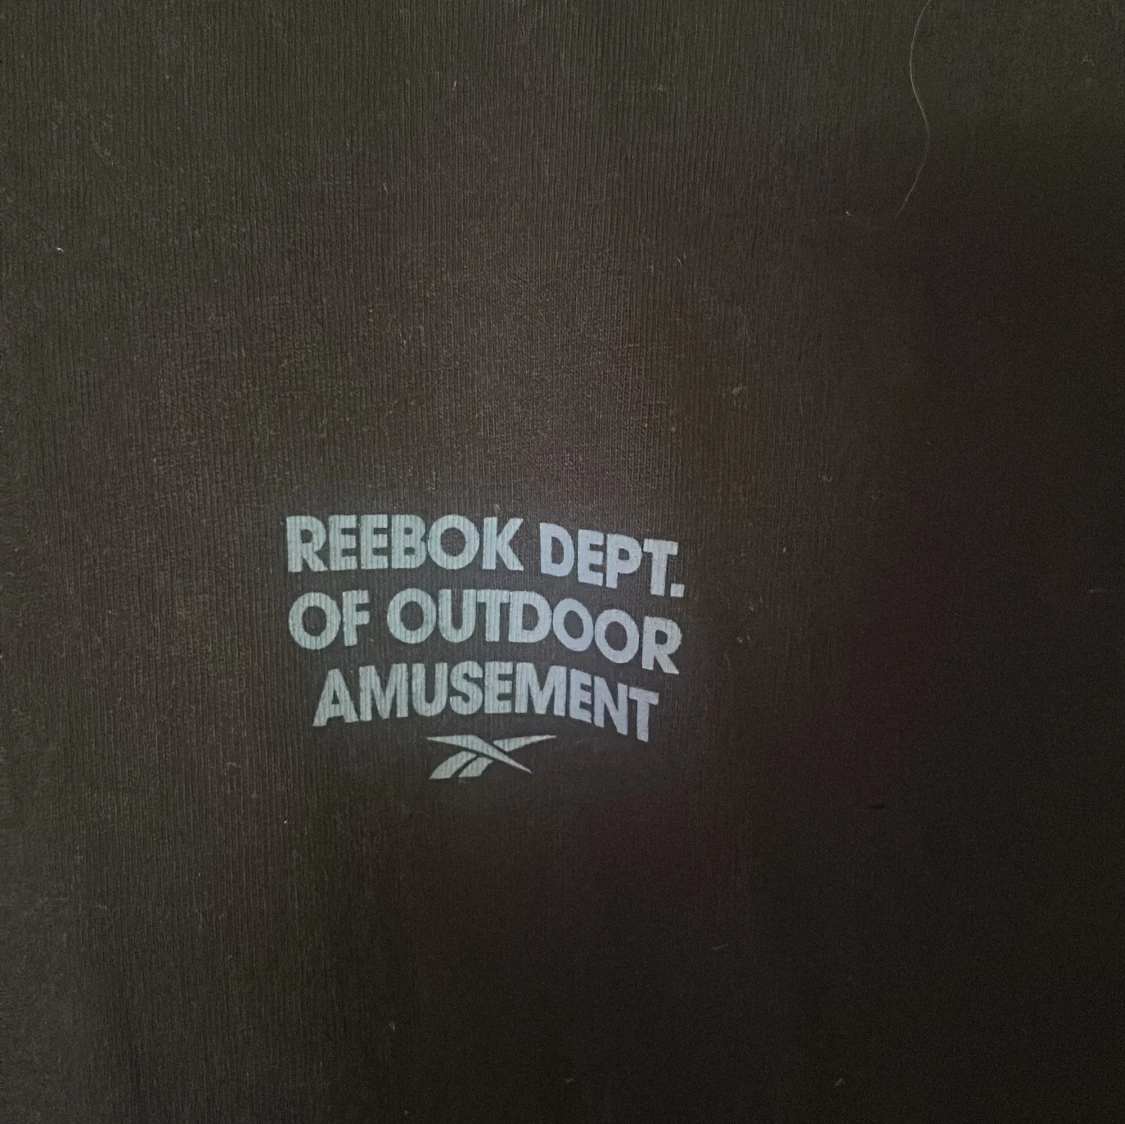 REEBOK DEPT.
OF OUTDOOR
AMUSEMENT